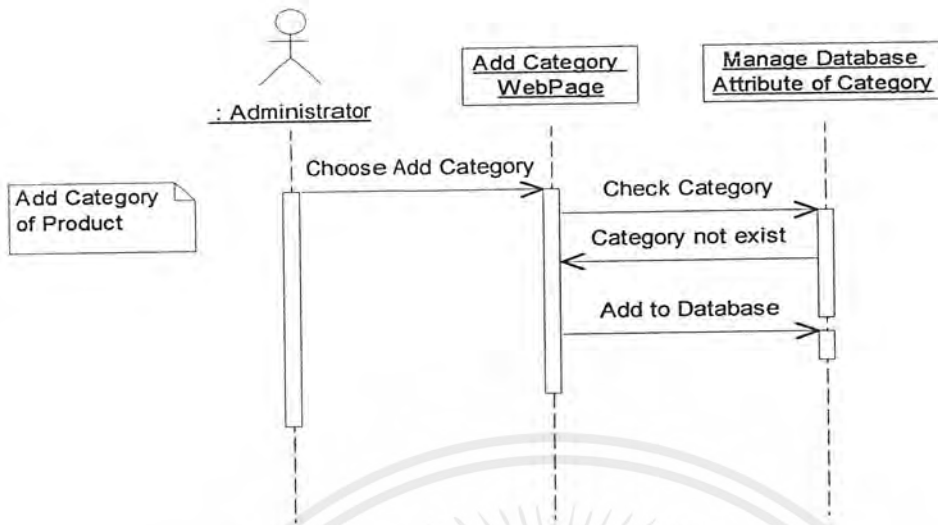 Add Category
WebPage
Manage Database
Attribute of Category
: Administrator
Choose Add Category
Add Category
of Product
Check Category
Category not exist
Add to Database